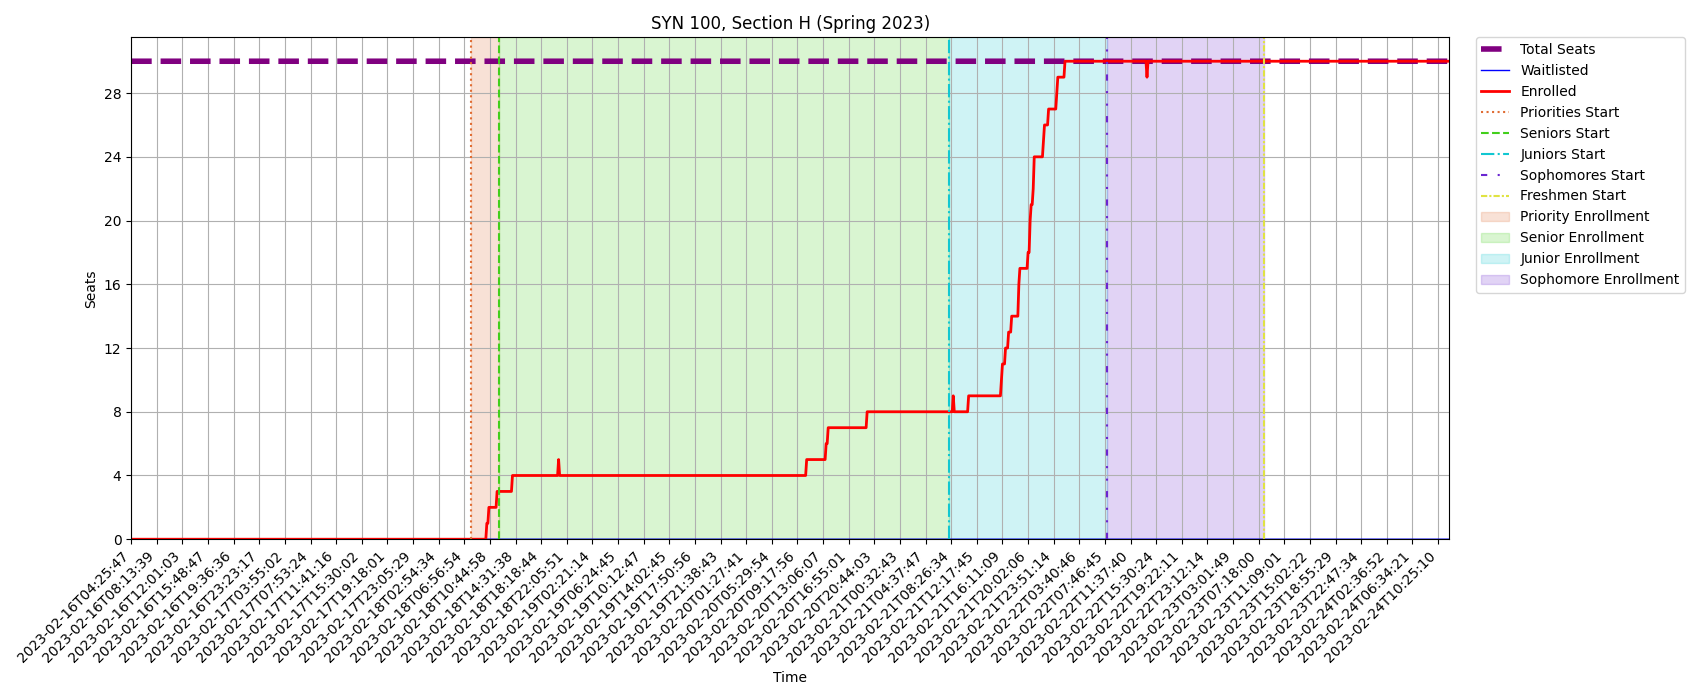 SYN 100, Section H (Spring 2023)
Total Seats
Waitlisted
Enrolled
Priorities Start
Seniors Start
Juniors Start
Sophomores Start
Freshmen Start
Priority Enrollment
Senior Enrollment
Junior Enrollment
Sophomore Enrollment
Seats
28
24
20
16
12
8
4
0
2023-02-16T04:25:47
2023-02-16T08:13:39
2023-02-16T12:01:03
2023-02-16T15:48:47
2023-02-16T19:36:36
2023-02-16T23:23:17
2023-02-17T03:55:02
2023-02-17T07:53:24
2023-02-17T11:41:16
2023-02-17T15:30:02
2023-02-17T19:18:01
2023-02-17T23:05:29
2023-02-18T02:54:34
2023-02-18T06:56:54
2023-02-18T10:44:58
2023-02-18T14:31:38
2023-02-18T18:18:44
2023-02-18T22:05:51
2023-02-19T02:21:14
2023-02-19T06:24:45
2023-02-19T10:12:47
2023-02-19T14:02:45
2023-02-19T17:50:56
2023-02-19T21:38:43
2023-02-20T01:27:41
2023-02-20T05:29:54
2023-02-20T09:17:56
2023-02-20T13:06:07
2023-02-20T16:55:01
2023-02-20T20:44:03
2023-02-21T00:32:43
2023-02-21T04:37:47
2023-02-21T08:26:34
2023-02-21T12:17:45
2023-02-21T16:11:09
2023-02-21T20:02:06
2023-02-21T23:51:14
2023-02-22T03:40:46
2023-02-22T07:46:45
2023-02-22T11:37:40
2023-02-22T15:30:24
2023-02-22T19:22:11
2023-02-22T23:12:14
2023-02-23T03:01:49
2023-02-23T07:18:00
2023-02-23T11:09:01
2023-02-23T15:02:22
2023-02-23T18:55:29
2023-02-23T22:47:34
2023-02-24T02:36:52
2023-02-24T06:34:21
2023-02-24T10:25:10
Time